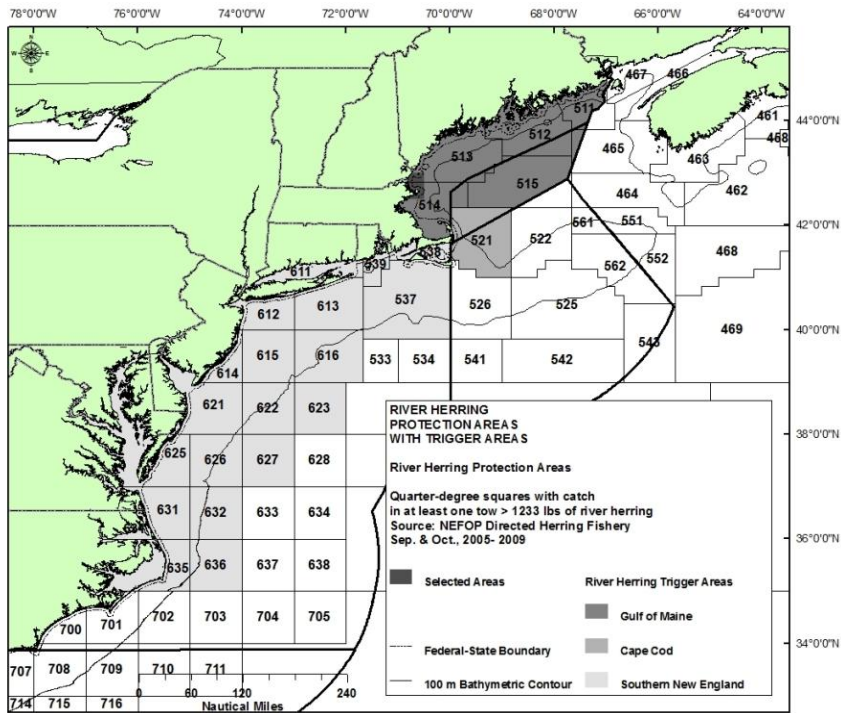 78°0'0"W 76°0'0"W 74°0'0"W 72°0'0"W 70°0'0"W 68°0'0"W 66°0'0"W 64°0'0"W
N
W E
S
467 466
511
461
44°0'0"N
512
458
513 465
463
515 464 462
514
42°0'0"N
521 522 561 551
538
539 552 468
611 562
537
613 526 525
612
469
40°0'0"N
543
615 616 533 534 541 542
614
621 622 623
38°0'0"N
625 626 627 628
631 632 633 634
36°0'0"N
635 636 637 638
700 701 702 703 704 705
34°0'0"N
707 708 709 710 711
714 715 716
0 60 120 240
Nautical Miles
RIVER HERRING
PROTECTION AREAS
WITH TRIGGER AREAS
River Herring Protection Areas
Quarter-degree squares with catch
in at least one tow > 1233 lbs of river herring
Source: NEFOP Directed Herring Fishery
Sep. & Oct., 2005- 2009
Selected Areas River Herring Trigger Areas
Gulf of Maine
Federal-State Boundary Cape Cod
100 m Bathymetric Contour Southern New England